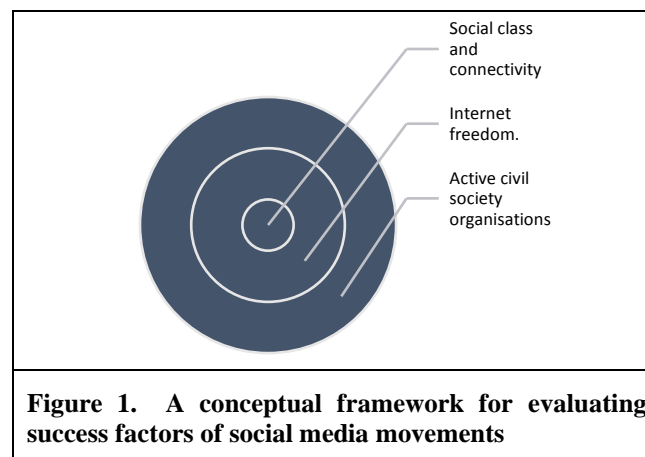 Social class
and
connectivity
Internet
freedom.
Active civil
society
organisations
Figure 1. A conceptual framework for evaluating
success factors of social media movements